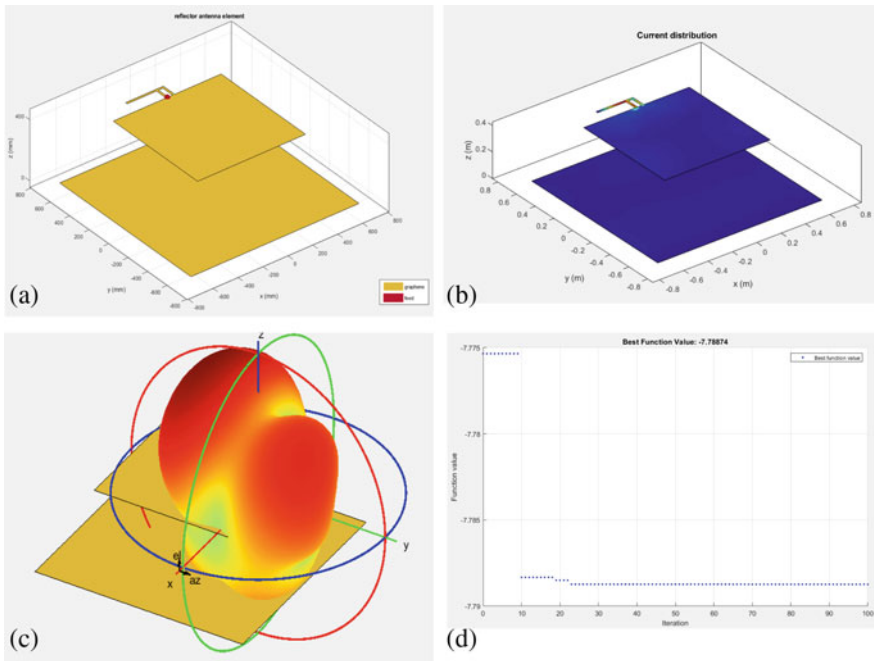 reflector antenna element
400
0
z (mm)
800
600
400
200
0
-200
-400
-600
-800
y (mm)
-800
-600
-400
-200
0
200
400
600
800
x (mm)
graphene
feed
(a)
Current distribution
0.4
0.2
0
z (m)
0.8
0.6
0.4
0.2
0
-0.2
-0.4
-0.6
-0.8
y (m)
-0.8
-0.6
-0.4
-0.2
0
0.2
0.4
0.6
0.8
x (m)
(b)
z
y
x
el
az
(c)
Best Function Value: -7.78874
Best function value
-7.775
-7.78
-7.785
-7.79
Function value
0
10
20
30
40
50
60
70
80
90
100
Iteration
(d)